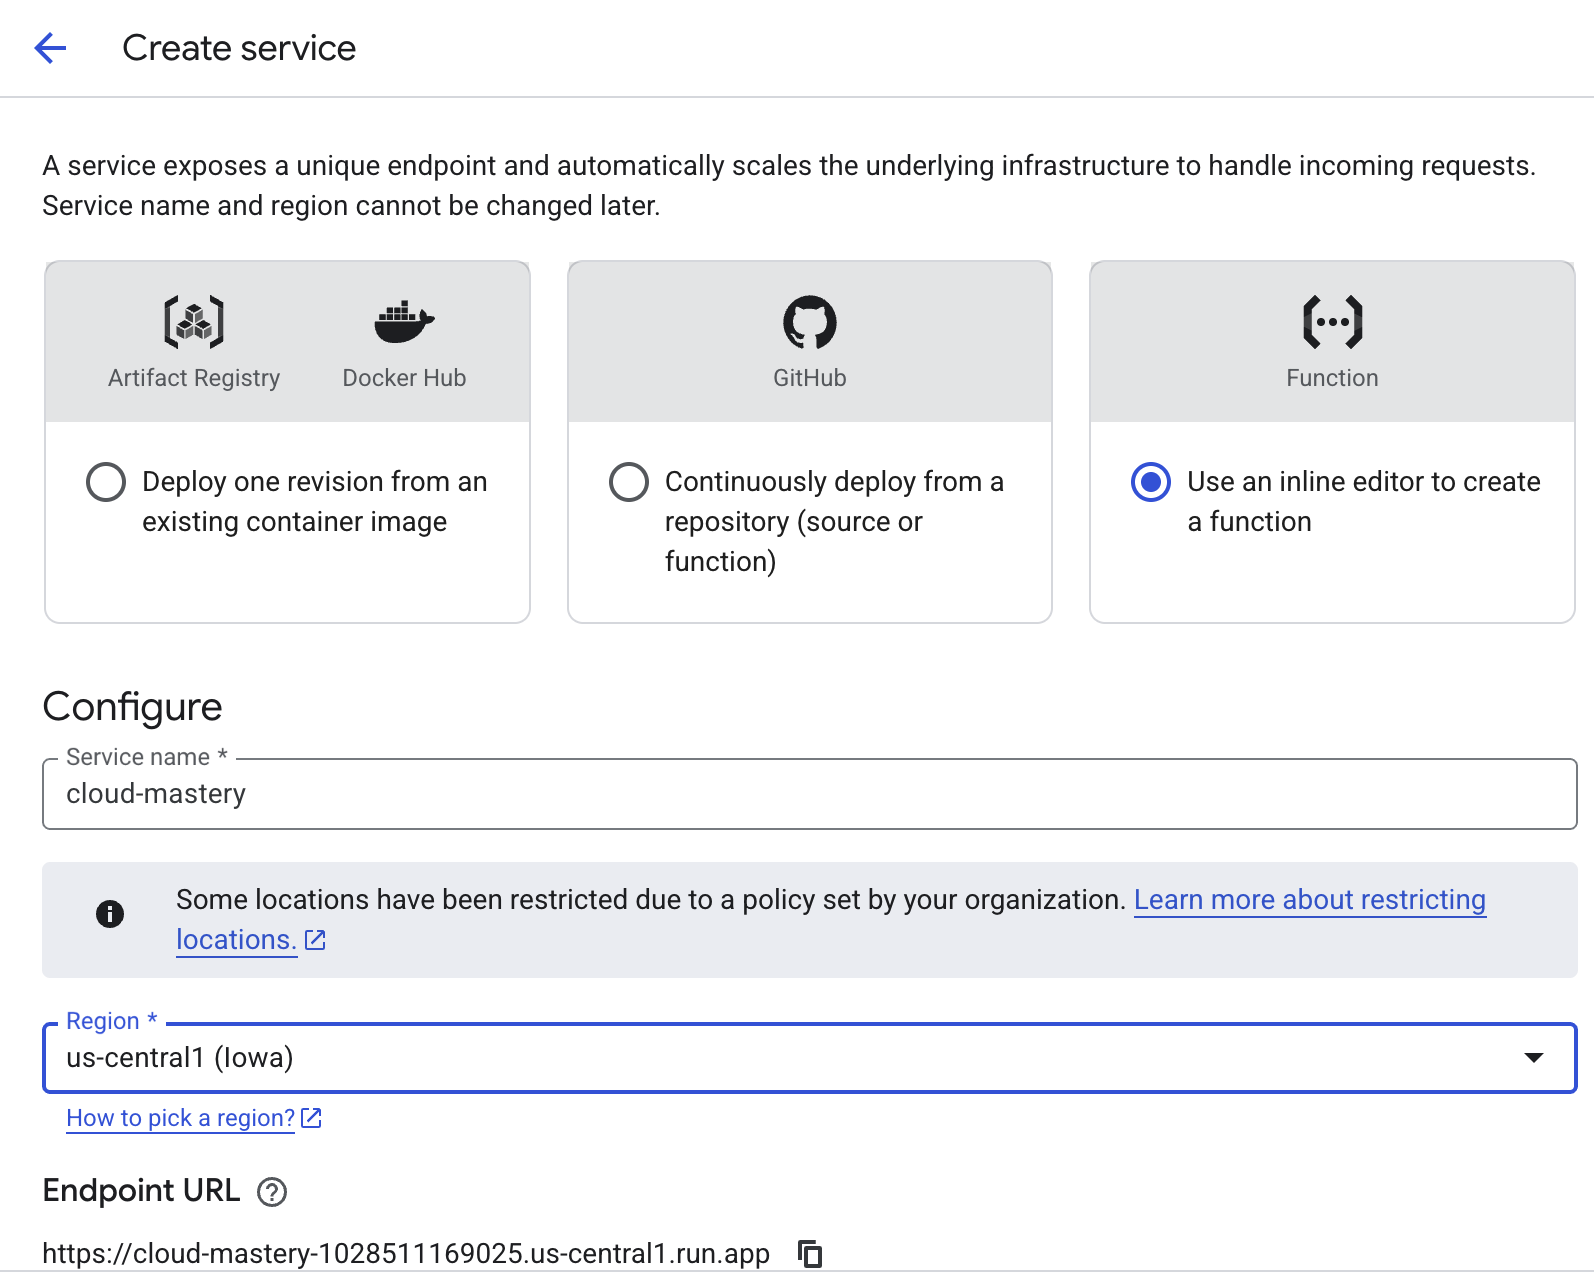 Create service
A service exposes a unique endpoint and automatically scales the underlying infrastructure to handle incoming requests.
Service name and region cannot be changed later.
Artifact Registry
Docker Hub
Deploy one revision from an
existing container image
GitHub
Continuously deploy from a
repository (source or
function)
Function
Use an inline editor to create
a function
Configure
Service name *
cloud-mastery
Some locations have been restricted due to a policy set by your organization. Learn more about restricting
locations.
Region *
us-central1 (Iowa)
How to pick a region?
Endpoint URL
https://cloud-mastery-1028511169025.us-central1.run.app